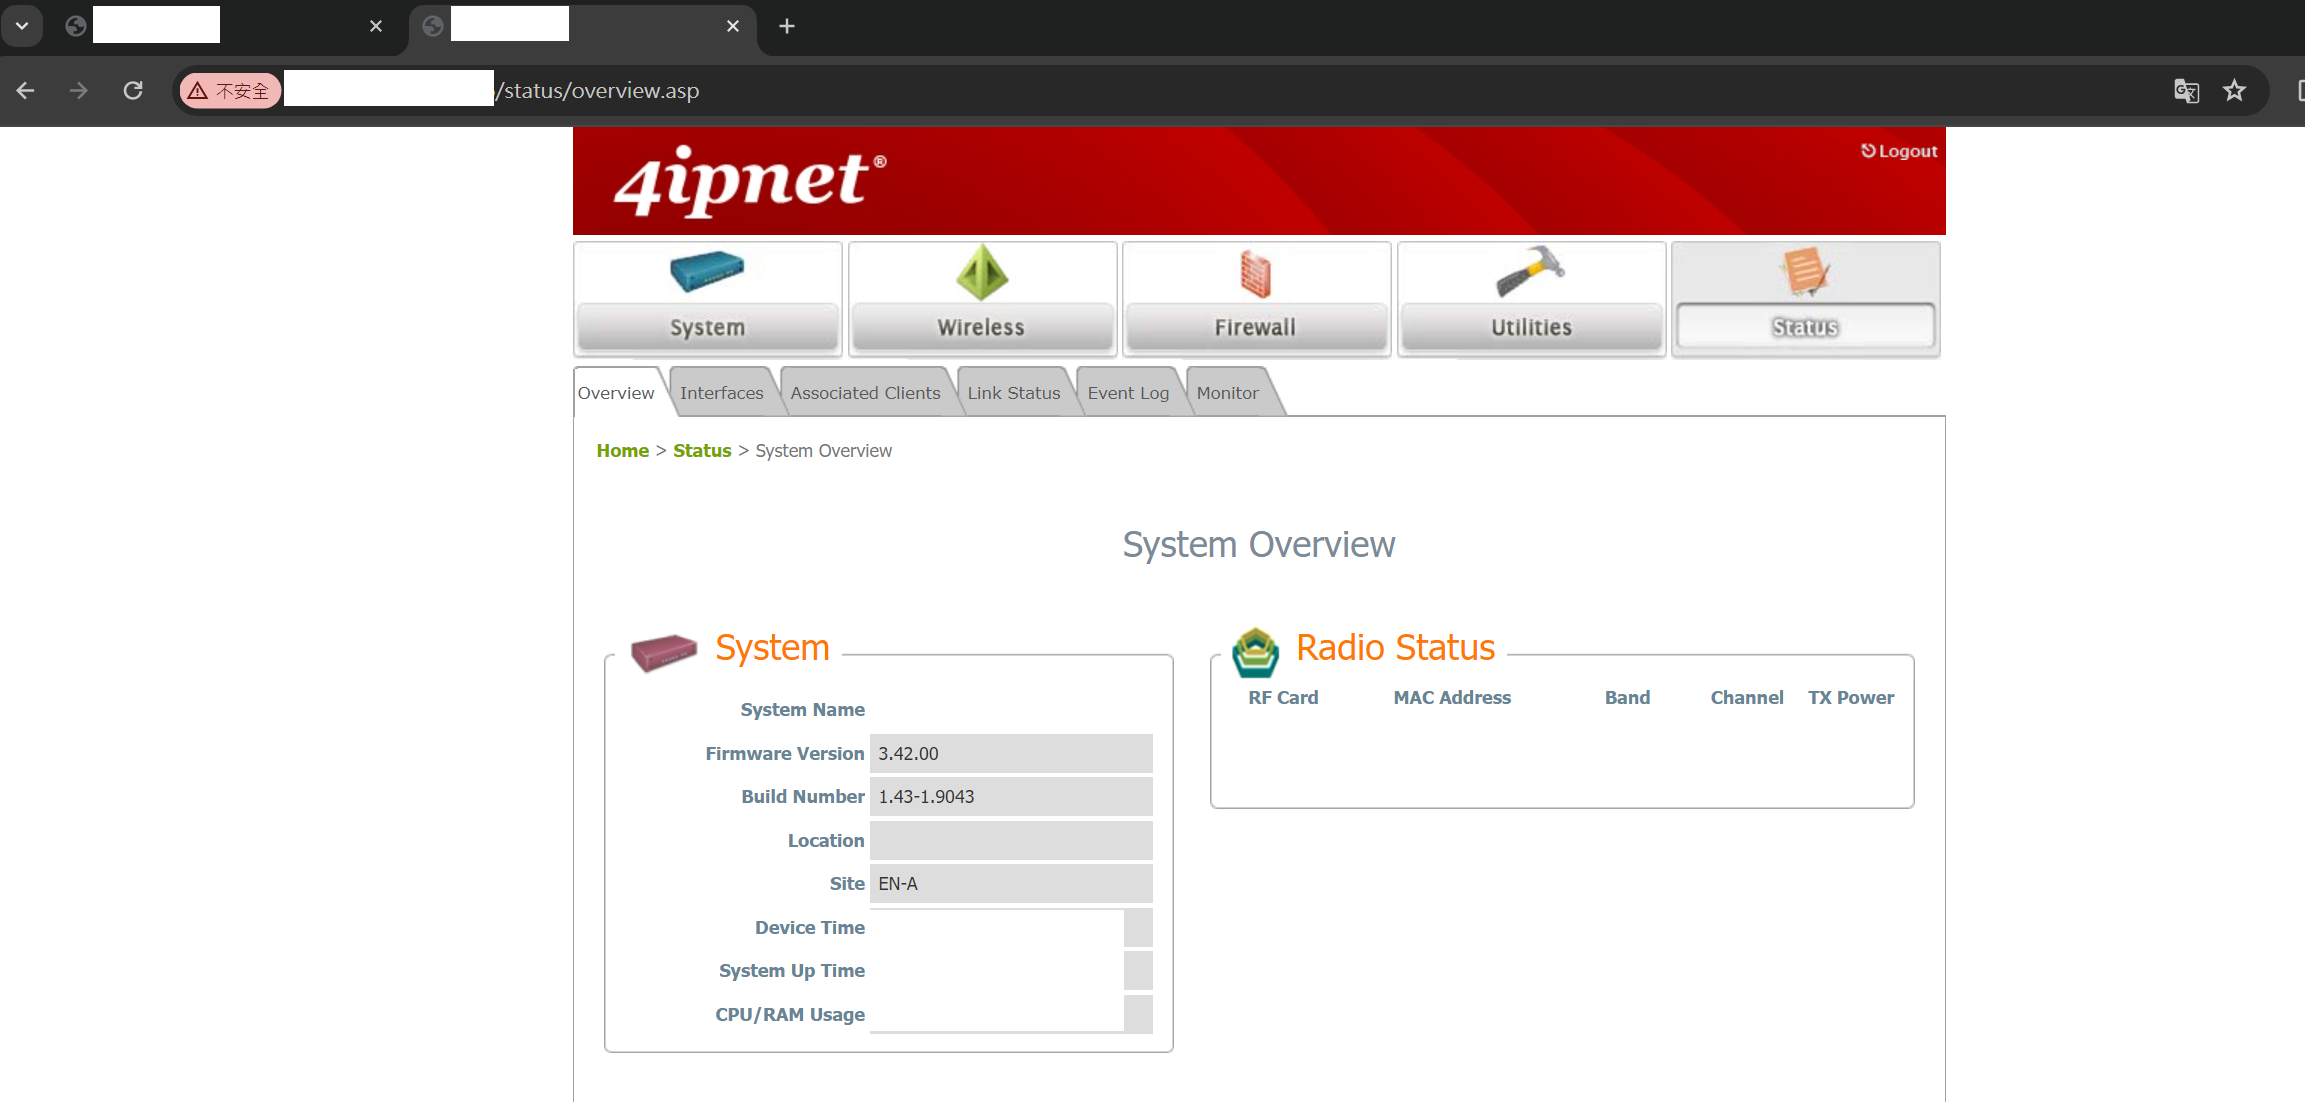 不安全 /status/overview.asp
4ipnet®
Logout
System Wireless Firewall Utilities Status
Overview Interfaces Associated Clients Link Status Event Log Monitor
Home > Status > System Overview
System Overview
System
System Name
Firmware Version 3.42.00
Build Number 1.43-1.9043
Location
Site EN-A
Device Time
System Up Time
CPU/RAM Usage
Radio Status
RF Card MAC Address Band Channel TX Power